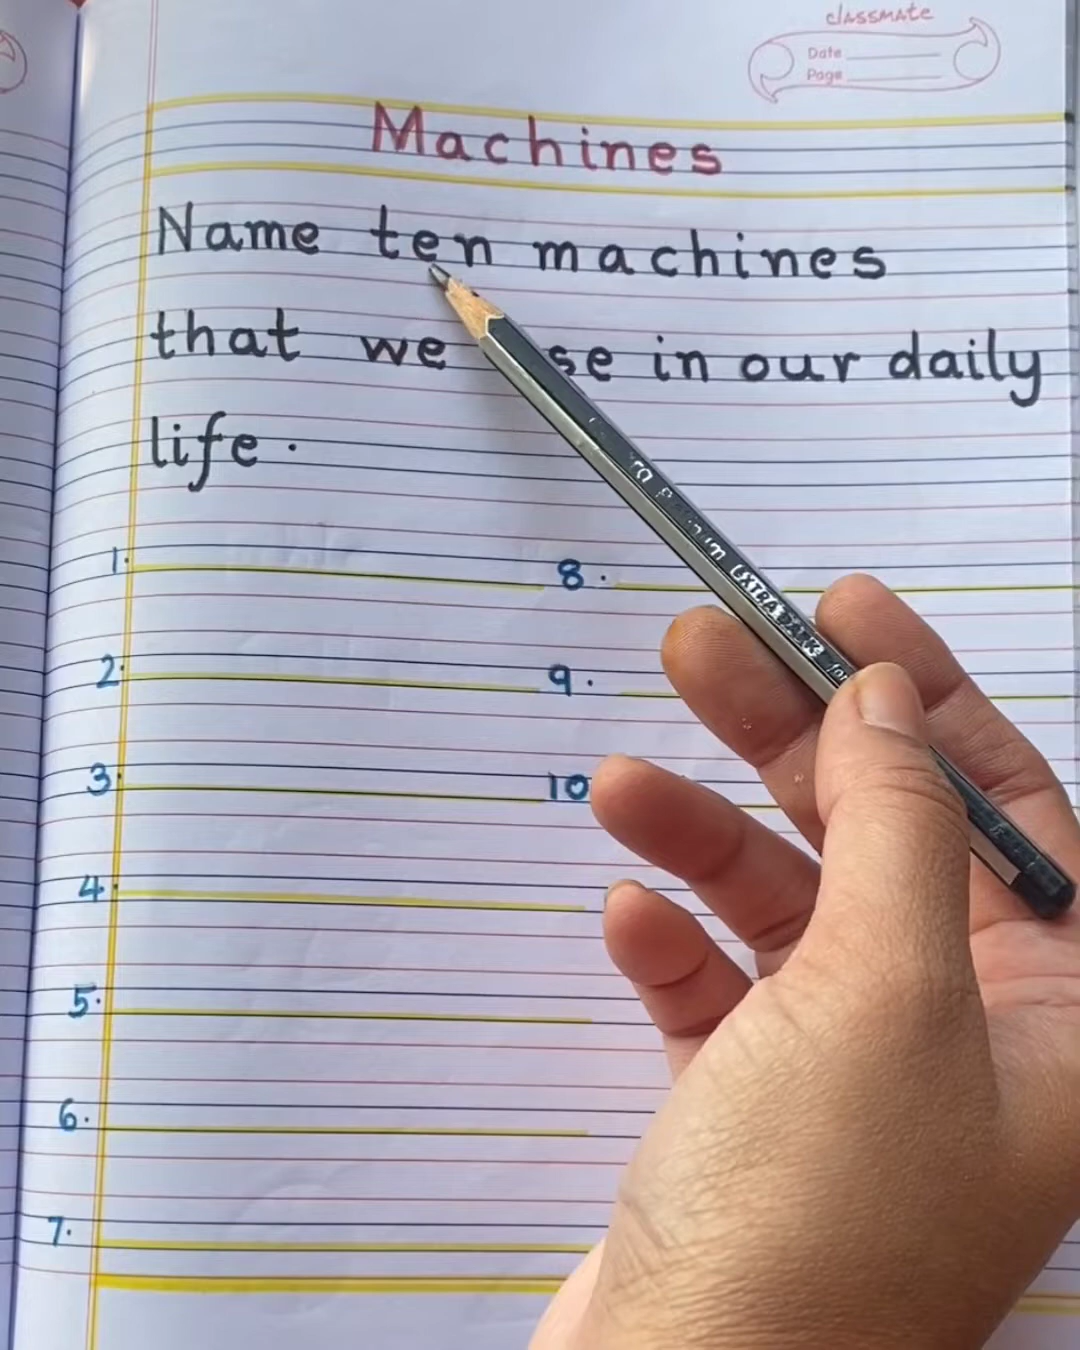 classmate
Date
Page
Machines
Name ten machines
that we se in our daily
life.
1.
8.
2.
9.
3.
10
4.
5.
6.
7.
EXTRA DARK for